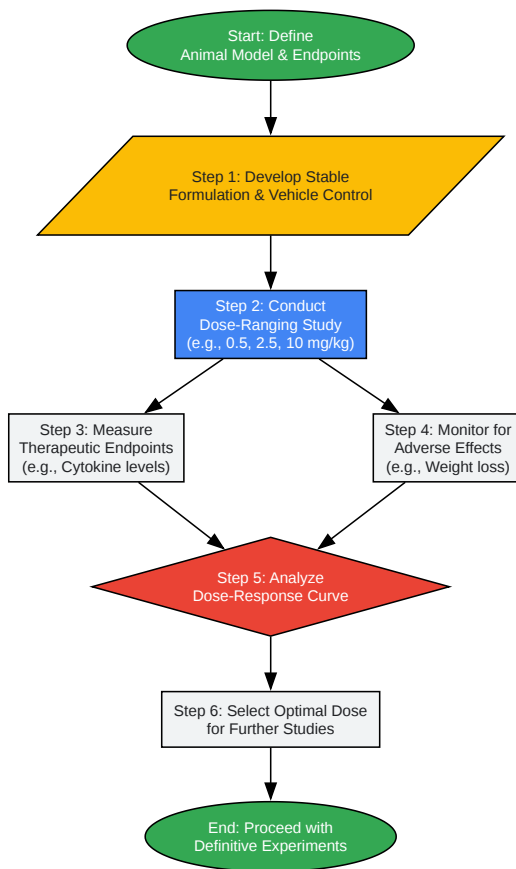 Start: Define
Animal Model & Endpoints
Step 1: Develop Stable
Formulation & Vehicle Control
Step 2: Conduct
Dose-Ranging Study
(e.g., 0.5, 2.5, 10 mg/kg)
Step 3: Measure
Therapeutic Endpoints
(e.g., Cytokine levels)
Step 4: Monitor for
Adverse Effects
(e.g., Weight loss)
Step 5: Analyze
Dose-Response Curve
Step 6: Select Optimal Dose
for Further Studies
End: Proceed with
Definitive Experiments